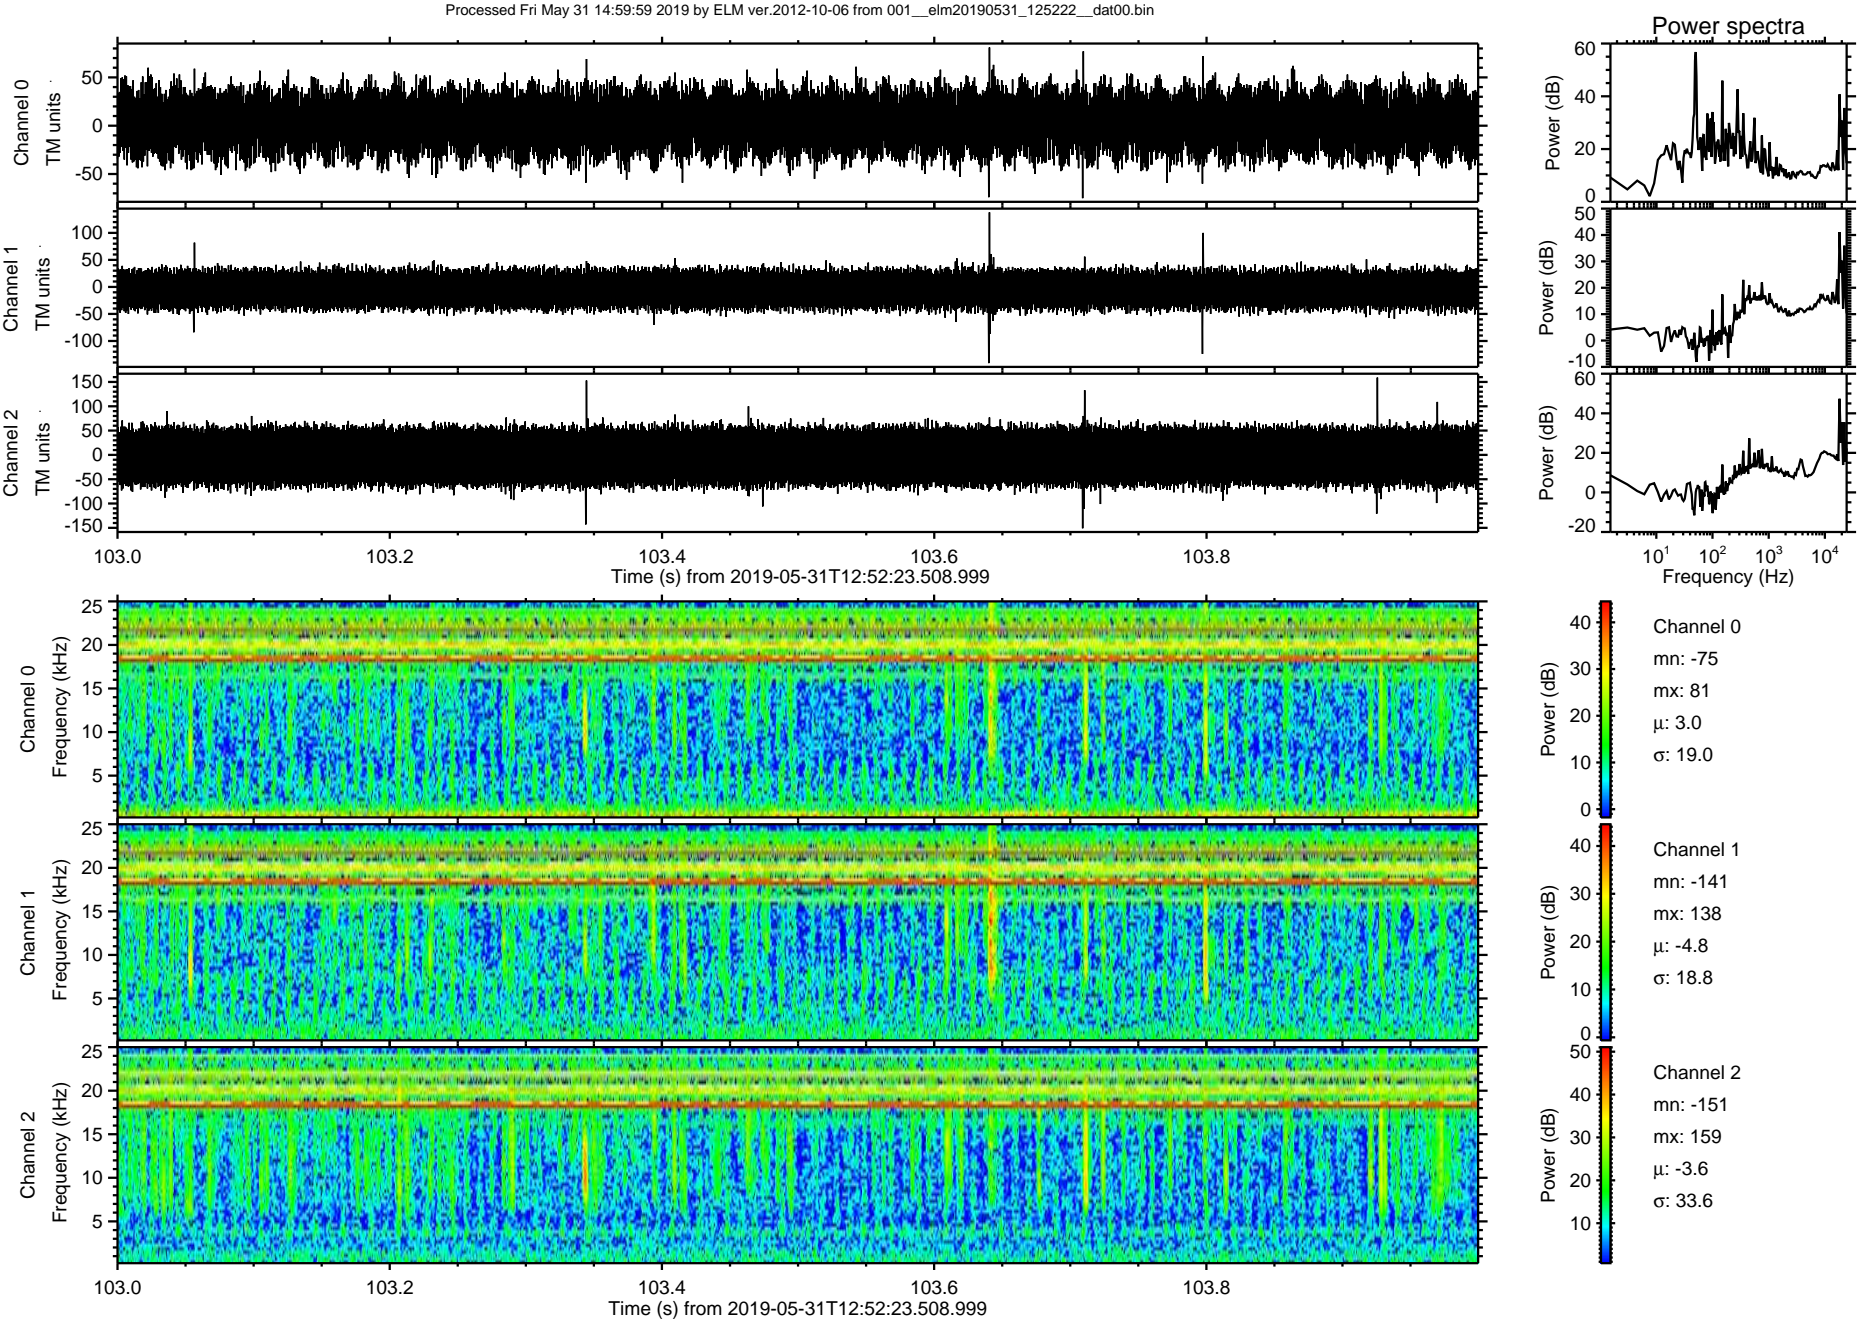 Processed Fri May 31 14:59:59 2019 by ELM ver.2012-10-06 from 001__elm20190531_125222__dat00.bin
Power spectra
Channel 0
TM units
50
0
-50
Power (dB)
60
40
20
0
Channel 1
TM units
100
50
0
-50
-100
Power (dB)
50
40
30
20
10
0
-10
Channel 2
TM units
150
100
50
0
-50
-100
-150
Power (dB)
60
40
20
0
-20
103.0 103.2 103.4 103.6 103.8
Time (s) from 2019-05-31T12:52:23.508.999
10^1 10^2 10^3 10^4
Frequency (Hz)
Channel 0
Frequency (kHz)
25
20
15
10
5
Power (dB)
40
30
20
10
0
Channel 0
mn: -75
mx: 81
µ: 3.0
σ: 19.0
Channel 1
Frequency (kHz)
25
20
15
10
5
Power (dB)
40
30
20
10
0
Channel 1
mn: -141
mx: 138
µ: -4.8
σ: 18.8
Channel 2
Frequency (kHz)
25
20
15
10
5
Power (dB)
50
40
30
20
10
Channel 2
mn: -151
mx: 159
µ: -3.6
σ: 33.6
103.0 103.2 103.4 103.6 103.8
Time (s) from 2019-05-31T12:52:23.508.999